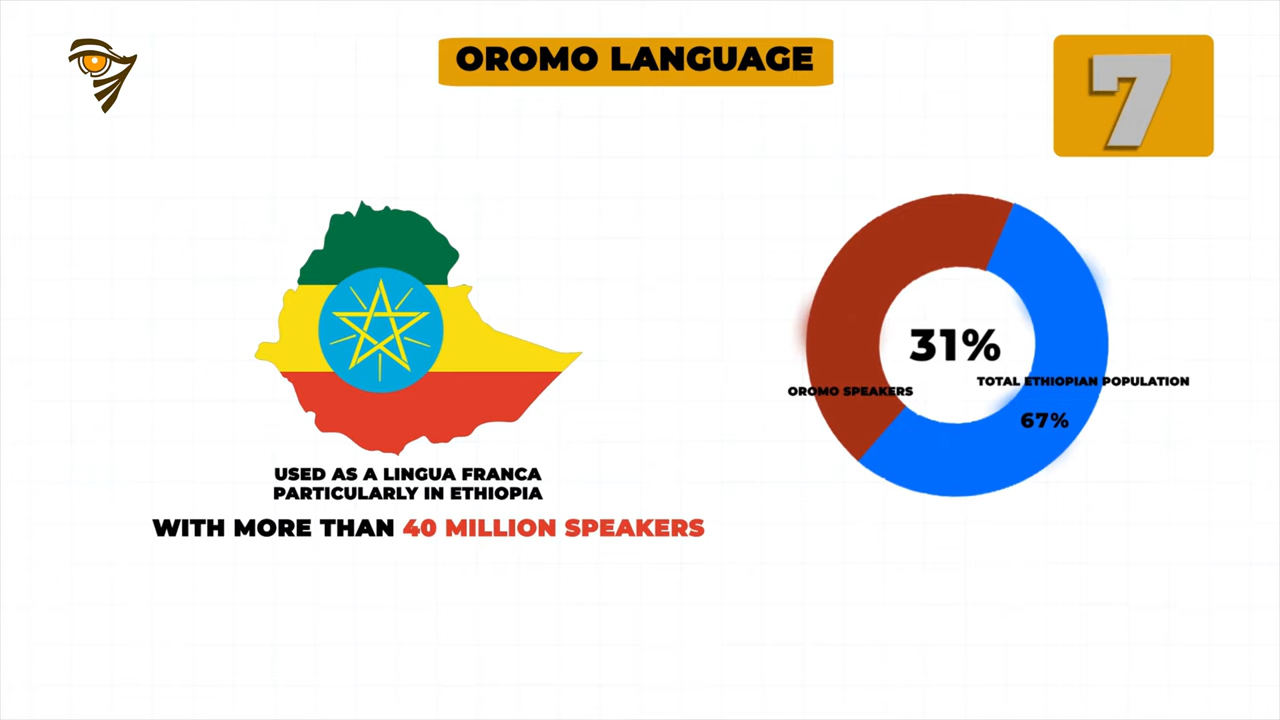 OROMO LANGUAGE
7
31%
OROMO SPEAKERS
TOTAL ETHIOPIAN POPULATION
67%
USED AS A LINGUA FRANCA
PARTICULARLY IN ETHIOPIA
WITH MORE THAN 40 MILLION SPEAKERS